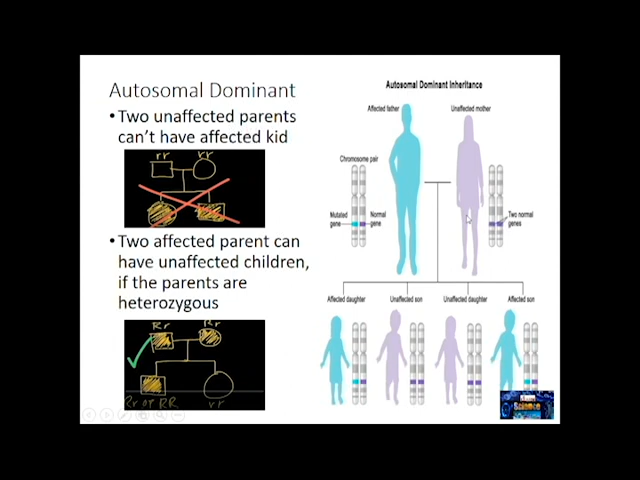 Autosomal Dominant
• Two unaffected parents
can't have affected kid
rr rr
• Two affected parent can
have unaffected children,
if the parents are
heterozygous
Rr Rr
Rr or RR rr
Autosomal Dominant Inheritance
Affected father
Unaffected mother
Chromosome pair
Mutated
gene
Normal
gene
Two normal
genes
Affected daughter
Unaffected son
Unaffected daughter
Affected son
Science